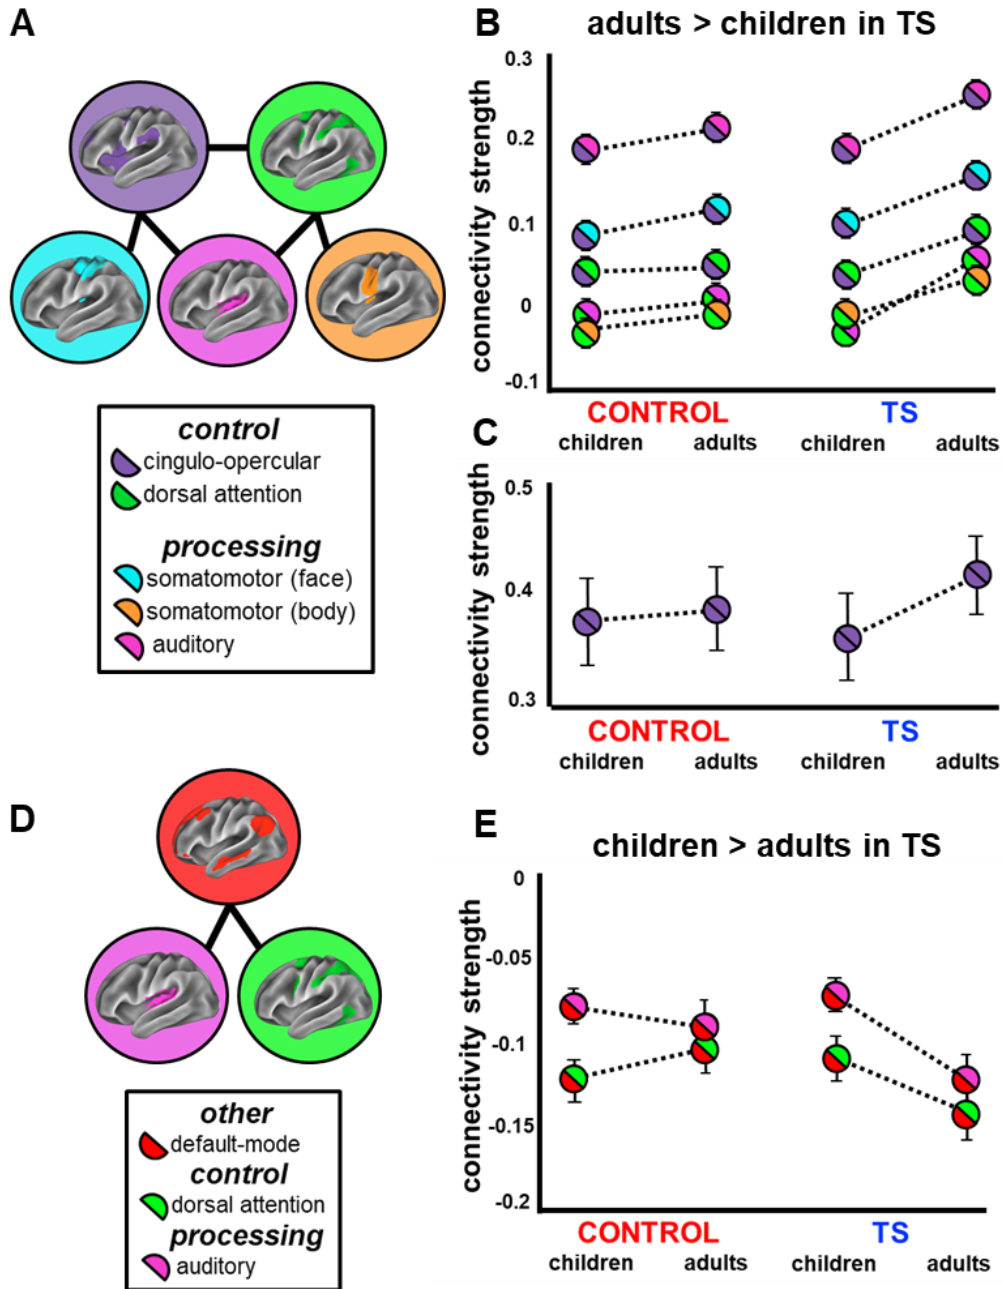 A
control
cingulo-opercular
dorsal attention
processing
somatomotor (face)
somatomotor (body)
auditory
B
adults > children in TS
connectivity strength
0.3
0.2
0.1
0
-0.1
CONTROL
TS
children
adults
children
adults
C
connectivity strength
0.5
0.4
0.3
CONTROL
TS
children
adults
children
adults
D
other
default-mode
control
dorsal attention
processing
auditory
E
children > adults in TS
connectivity strength
0
-0.05
-0.1
-0.15
-0.2
CONTROL
TS
children
adults
children
adults